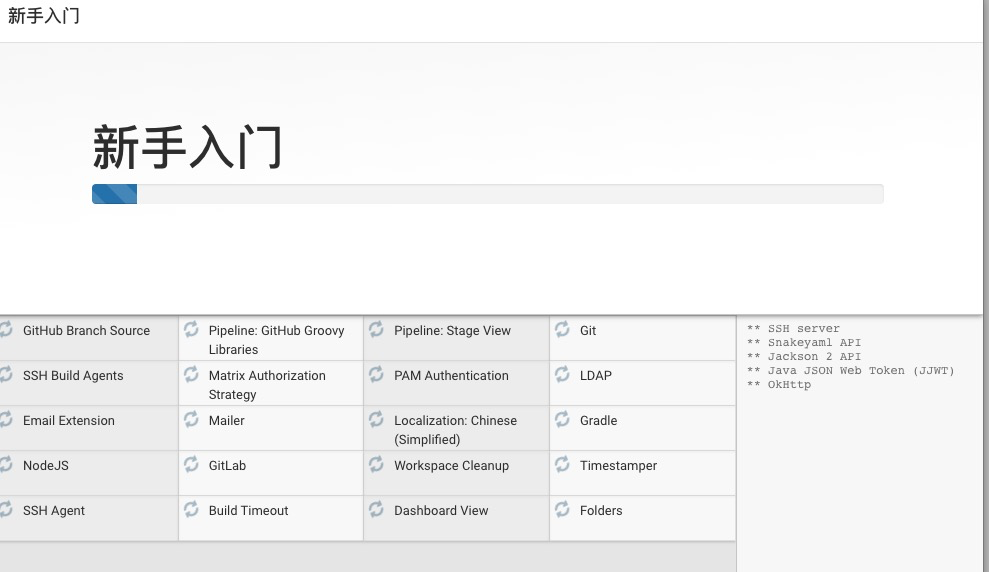 新手入门
新手入门
GitHub Branch Source
Pipeline: GitHub Groovy
Libraries
Pipeline: Stage View
Git
SSH Build Agents
Matrix Authorization
Strategy
PAM Authentication
LDAP
Email Extension
Mailer
Localization: Chinese
(Simplified)
Gradle
NodeJS
GitLab
Workspace Cleanup
Timestamper
SSH Agent
Build Timeout
Dashboard View
Folders
** SSH server
** Snakeyaml API
** Jackson 2 API
** Java JSON Web Token (JJWT)
** OkHttp